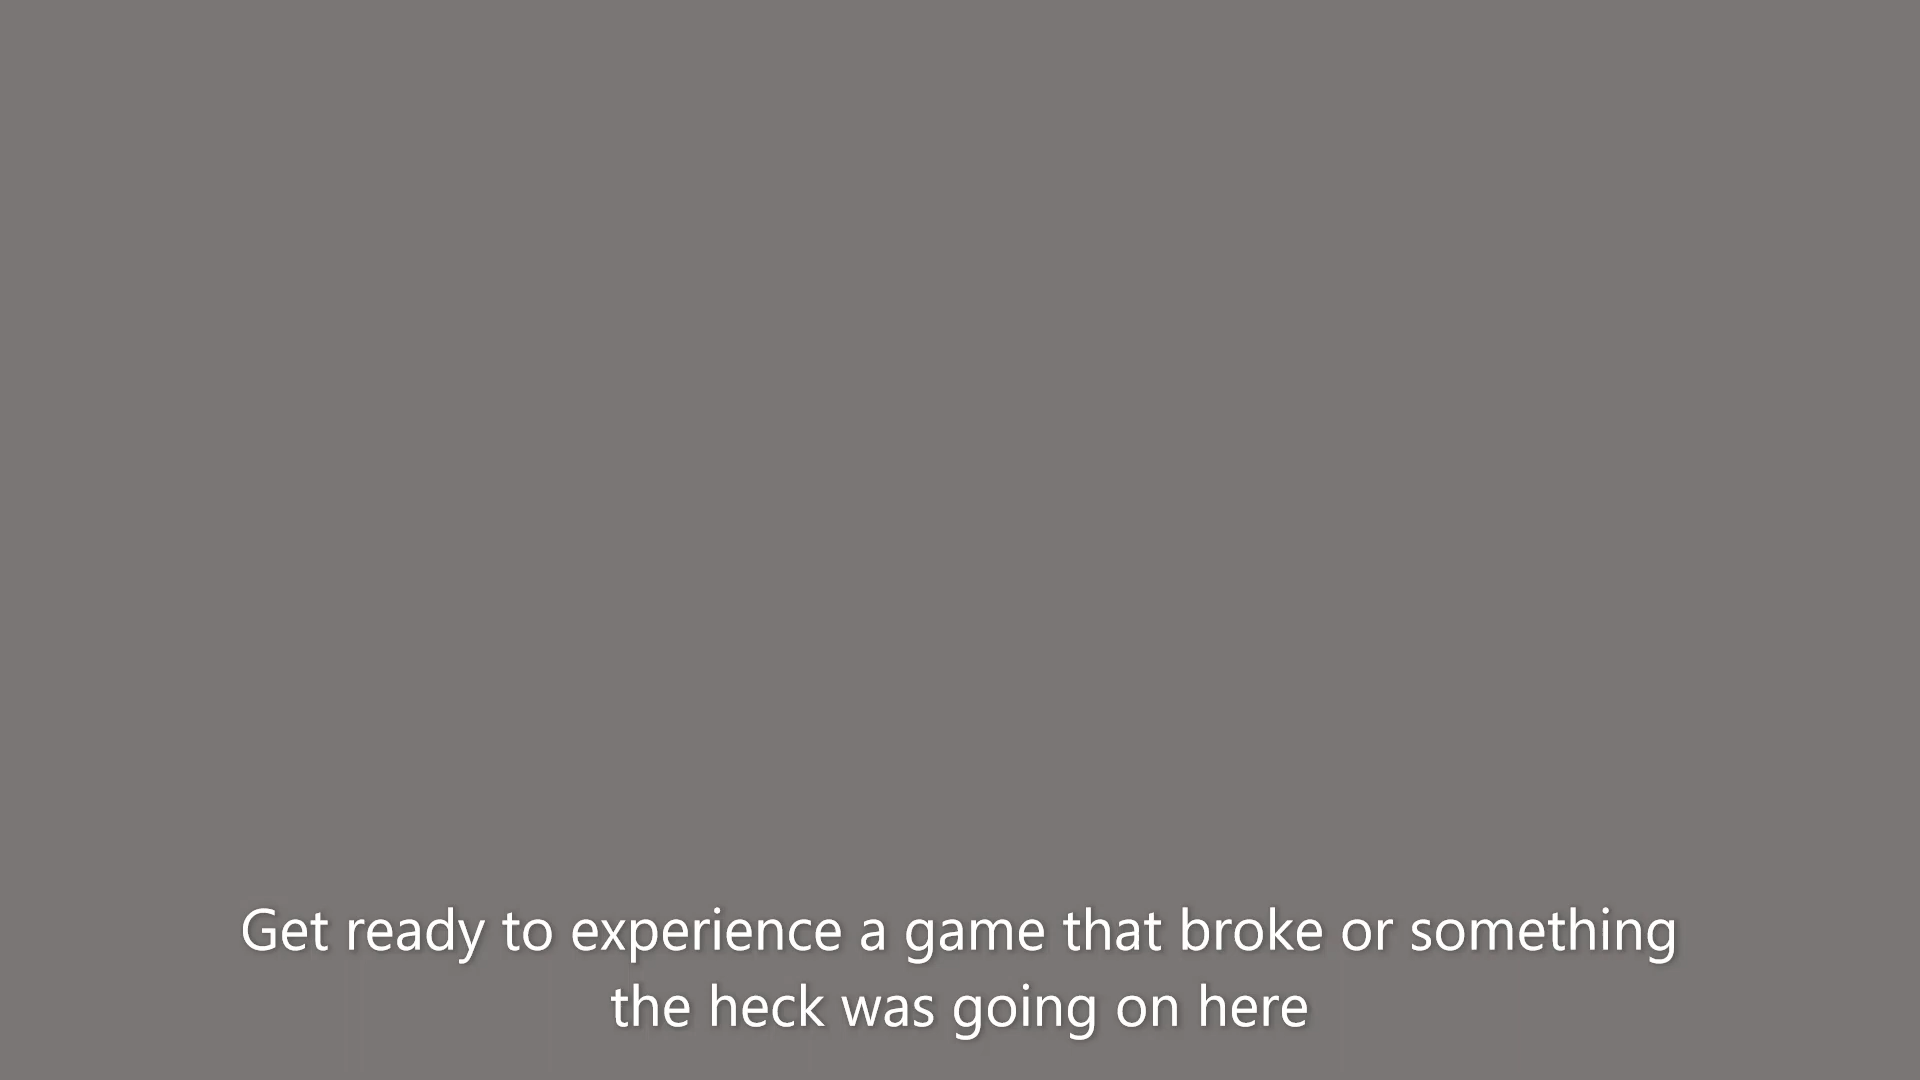 Get ready to experience a game that broke or something
the heck was going on here